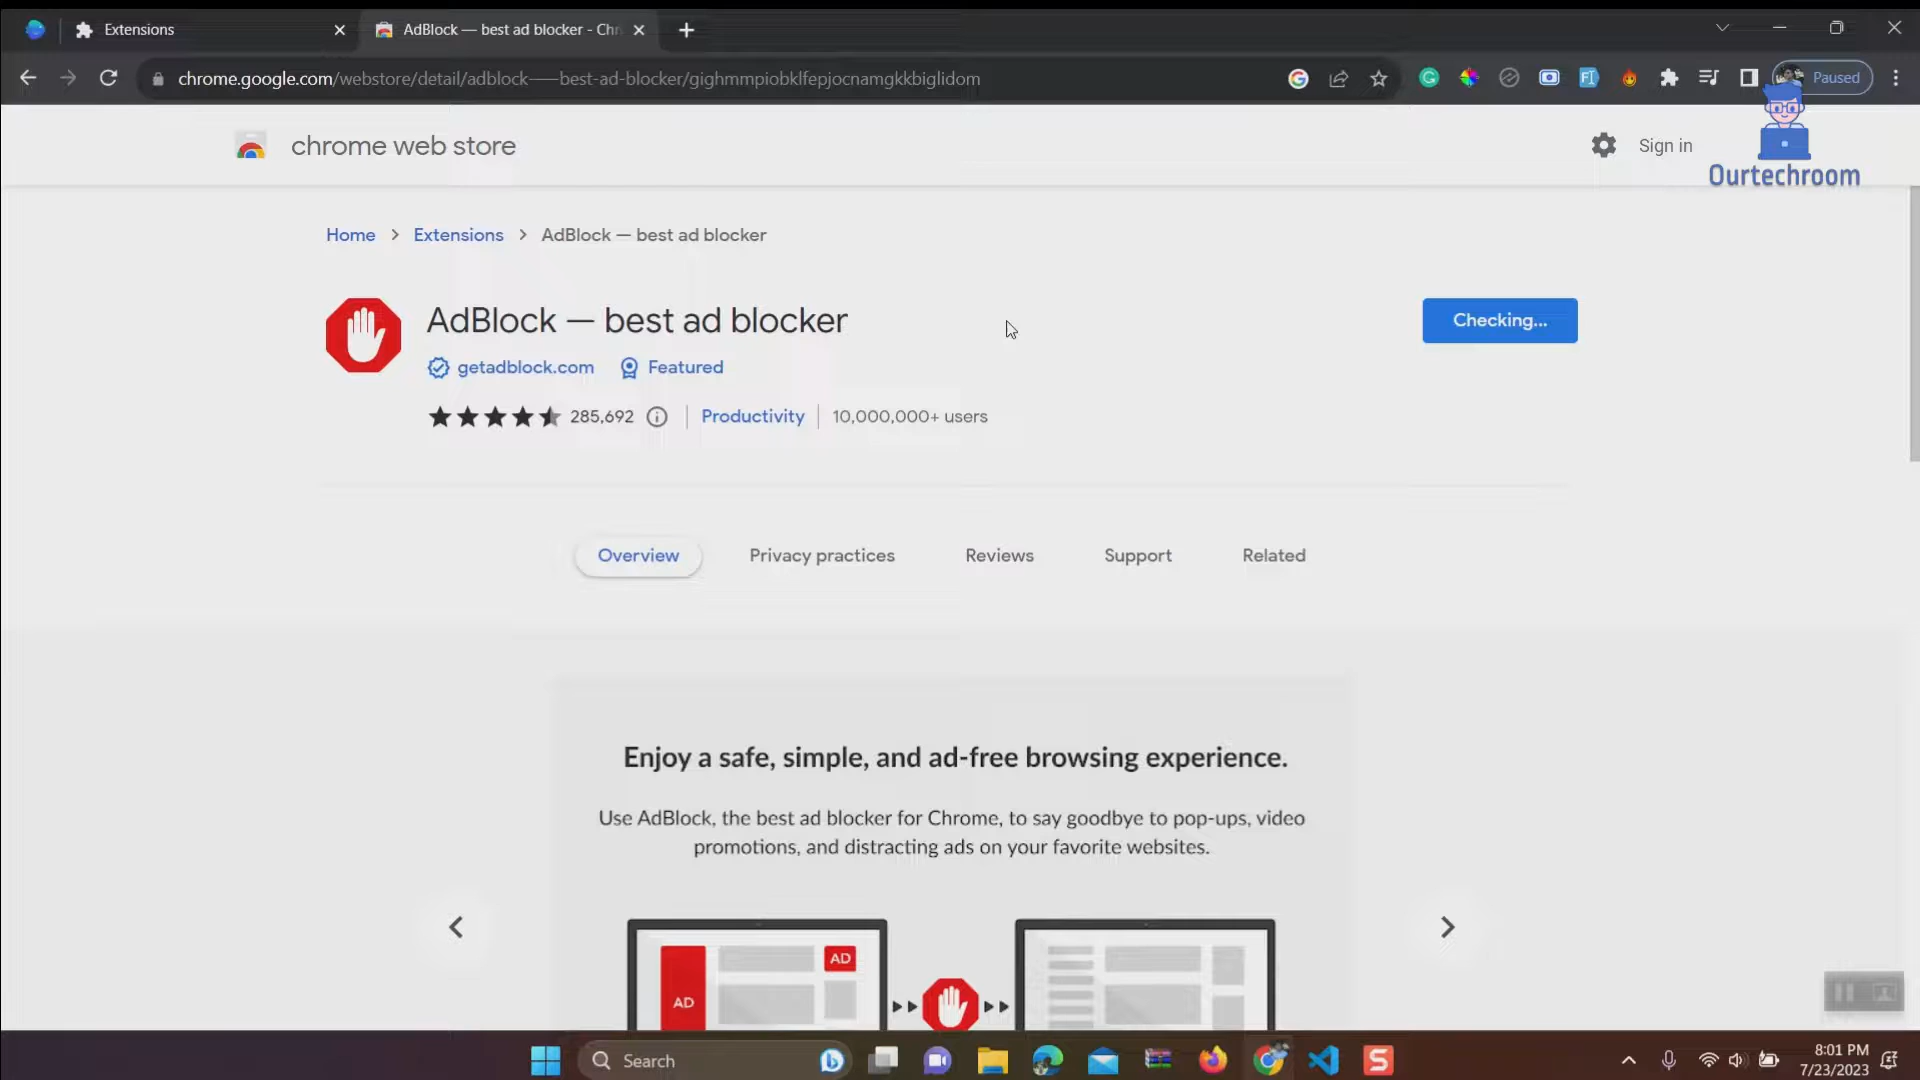 Extensions
AdBlock — best ad blocker - Chr
chrome.google.com/webstore/detail/adblock-—-best-ad-blocker/gighmmpiobklfepjocnamgkkbiglidom
Paused
chrome web store
Sign in
Ourtechroom
Home > Extensions > AdBlock — best ad blocker
AdBlock — best ad blocker
Checking...
getadblock.com Featured
285,692 Productivity 10,000,000+ users
Overview Privacy practices Reviews Support Related
Enjoy a safe, simple, and ad-free browsing experience.
Use AdBlock, the best ad blocker for Chrome, to say goodbye to pop-ups, video
promotions, and distracting ads on your favorite websites.
AD
AD
Search
8:01 PM
7/23/2023